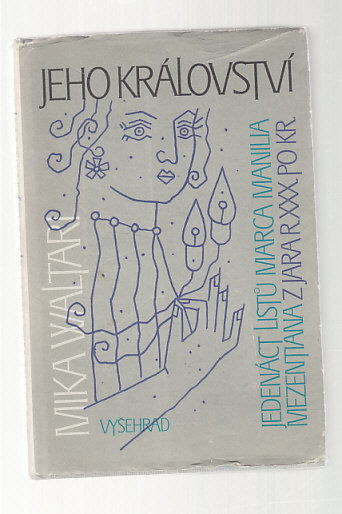 JEHO KRÁLOVSTVÍ
MIKA WALTARI
JEDENÁCT LISTŮ MARCA MANILIA
MEZENTIANA Z JARA R. XXX PO KR.
VYŠEHRAD